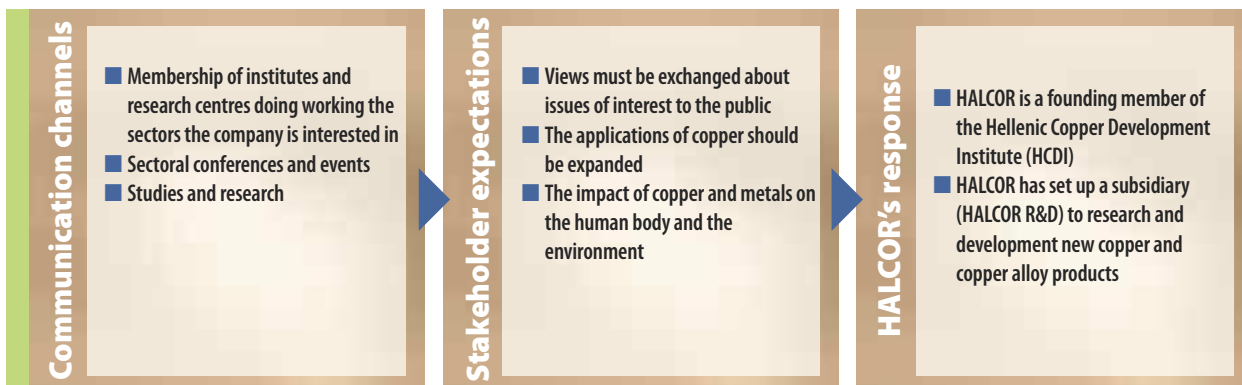 Communication channels
■ Membership of institutes and
research centres doing working the
sectors the company is interested in
■ Sectoral conferences and events
■ Studies and research
Stakeholder expectations
■ Views must be exchanged about
issues of interest to the public
■ The applications of copper should
be expanded
■ The impact of copper and metals on
the human body and the
environment
HALCOR's response
■ HALCOR is a founding member of
the Hellenic Copper Development
Institute (HCDI)
■ HALCOR has set up a subsidiary
(HALCOR R&D) to research and
development new copper and
copper alloy products